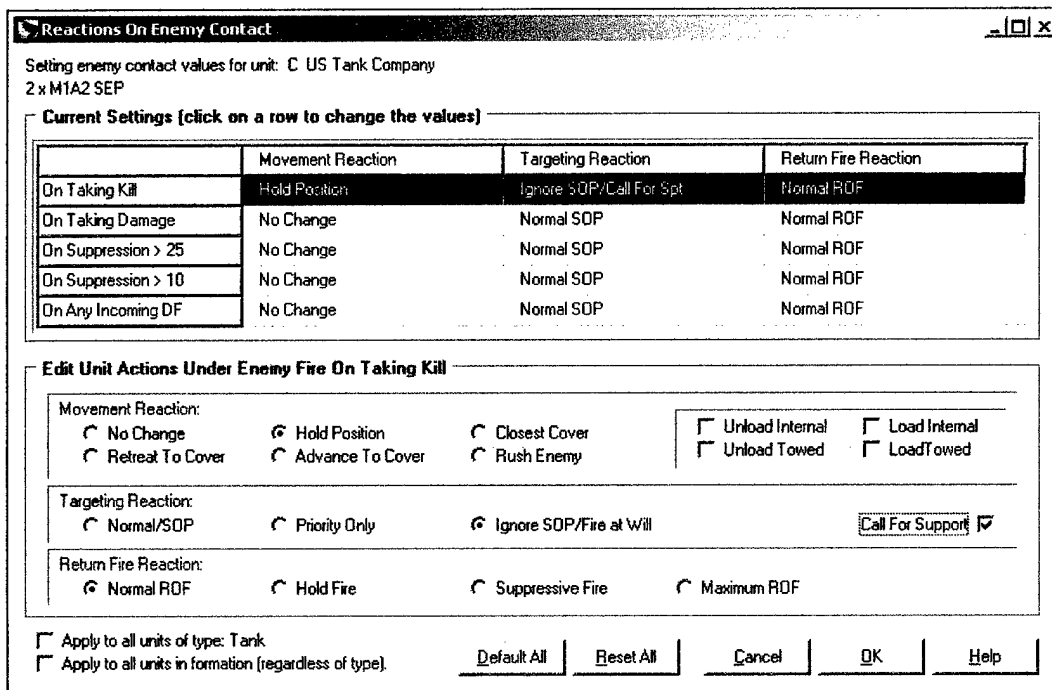 Reactions On Enemy Contact
Setting enemy contact values for unit: C US Tank Company
2 x M1A2 SEP
Current Settings (click on a row to change the values)
Movement Reaction Targeting Reaction Return Fire Reaction
On Taking Kill Hold Position Ignore SOP/Call For Spt Normal ROF
On Taking Damage No Change Normal SOP Normal ROF
On Suppression > 25 No Change Normal SOP Normal ROF
On Suppression > 10 No Change Normal SOP Normal ROF
On Any Incoming DF No Change Normal SOP Normal ROF
Edit Unit Actions Under Enemy Fire On Taking Kill
Movement Reaction:
No Change Hold Position Closest Cover Unload Internal Load Internal
Retreat To Cover Advance To Cover Rush Enemy Unload Towed LoadTowed
Targeting Reaction:
Normal/SOP Priority Only Ignore SOP/Fire at Will Call For Support
Return Fire Reaction:
Normal ROF Hold Fire Suppressive Fire Maximum ROF
Apply to all units of type: Tank
Apply to all units in formation (regardless of type).
Default All Reset All Cancel OK Help